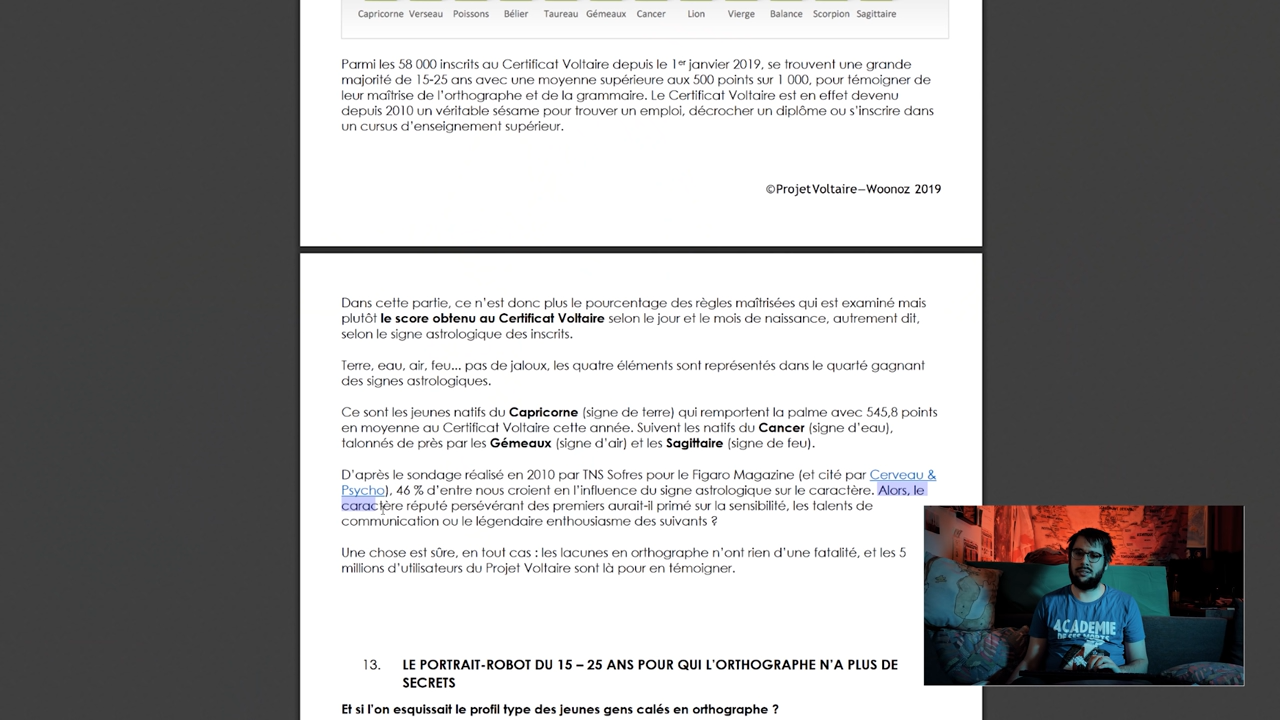 Capricorne Verseau Poissons Bélier Taureau Gémeaux Cancer Lion Vierge Balance Scorpion Sagittaire
Parmi les 58 000 inscrits au Certificat Voltaire depuis le 1er janvier 2019, se trouvent une grande
majorité de 15-25 ans avec une moyenne supérieure aux 500 points sur 1 000, pour témoigner de
leur maîtrise de l'orthographe et de la grammaire. Le Certificat Voltaire est en effet devenu
depuis 2010 un véritable sésame pour trouver un emploi, décrocher un diplôme ou s'inscrire dans
un cursus d'enseignement supérieur.
©ProjetVoltaire–Woonoz 2019
Dans cette partie, ce n'est donc plus le pourcentage des règles maîtrisées qui est examiné mais
plutôt le score obtenu au Certificat Voltaire selon le jour et le mois de naissance, autrement dit,
selon le signe astrologique des inscrits.
Terre, eau, air, feu... pas de jaloux, les quatre éléments sont représentés dans le quarté gagnant
des signes astrologiques.
Ce sont les jeunes natifs du Capricorne (signe de terre) qui remportent la palme avec 545,8 points
en moyenne au Certificat Voltaire cette année. Suivent les natifs du Cancer (signe d'eau),
talonnés de près par les Gémeaux (signe d'air) et les Sagittaire (signe de feu).
D'après le sondage réalisé en 2010 par TNS Sofres pour le Figaro Magazine (et cité par Cerveau &
Psycho), 46 % d'entre nous croient en l'influence du signe astrologique sur le caractère. Alors, le
caractère réputé persévérant des premiers aurait-il primé sur la sensibilité, les talents de
communication ou le légendaire enthousiasme des suivants ?
Une chose est sûre, en tout cas : les lacunes en orthographe n'ont rien d'une fatalité, et les 5
millions d'utilisateurs du Projet Voltaire sont là pour en témoigner.
13. LE PORTRAIT-ROBOT DU 15 – 25 ANS POUR QUI L'ORTHOGRAPHE N'A PLUS DE
SECRETS
Et si l'on esquissait le profil type des jeunes gens calés en orthographe ?
ACADEMIE